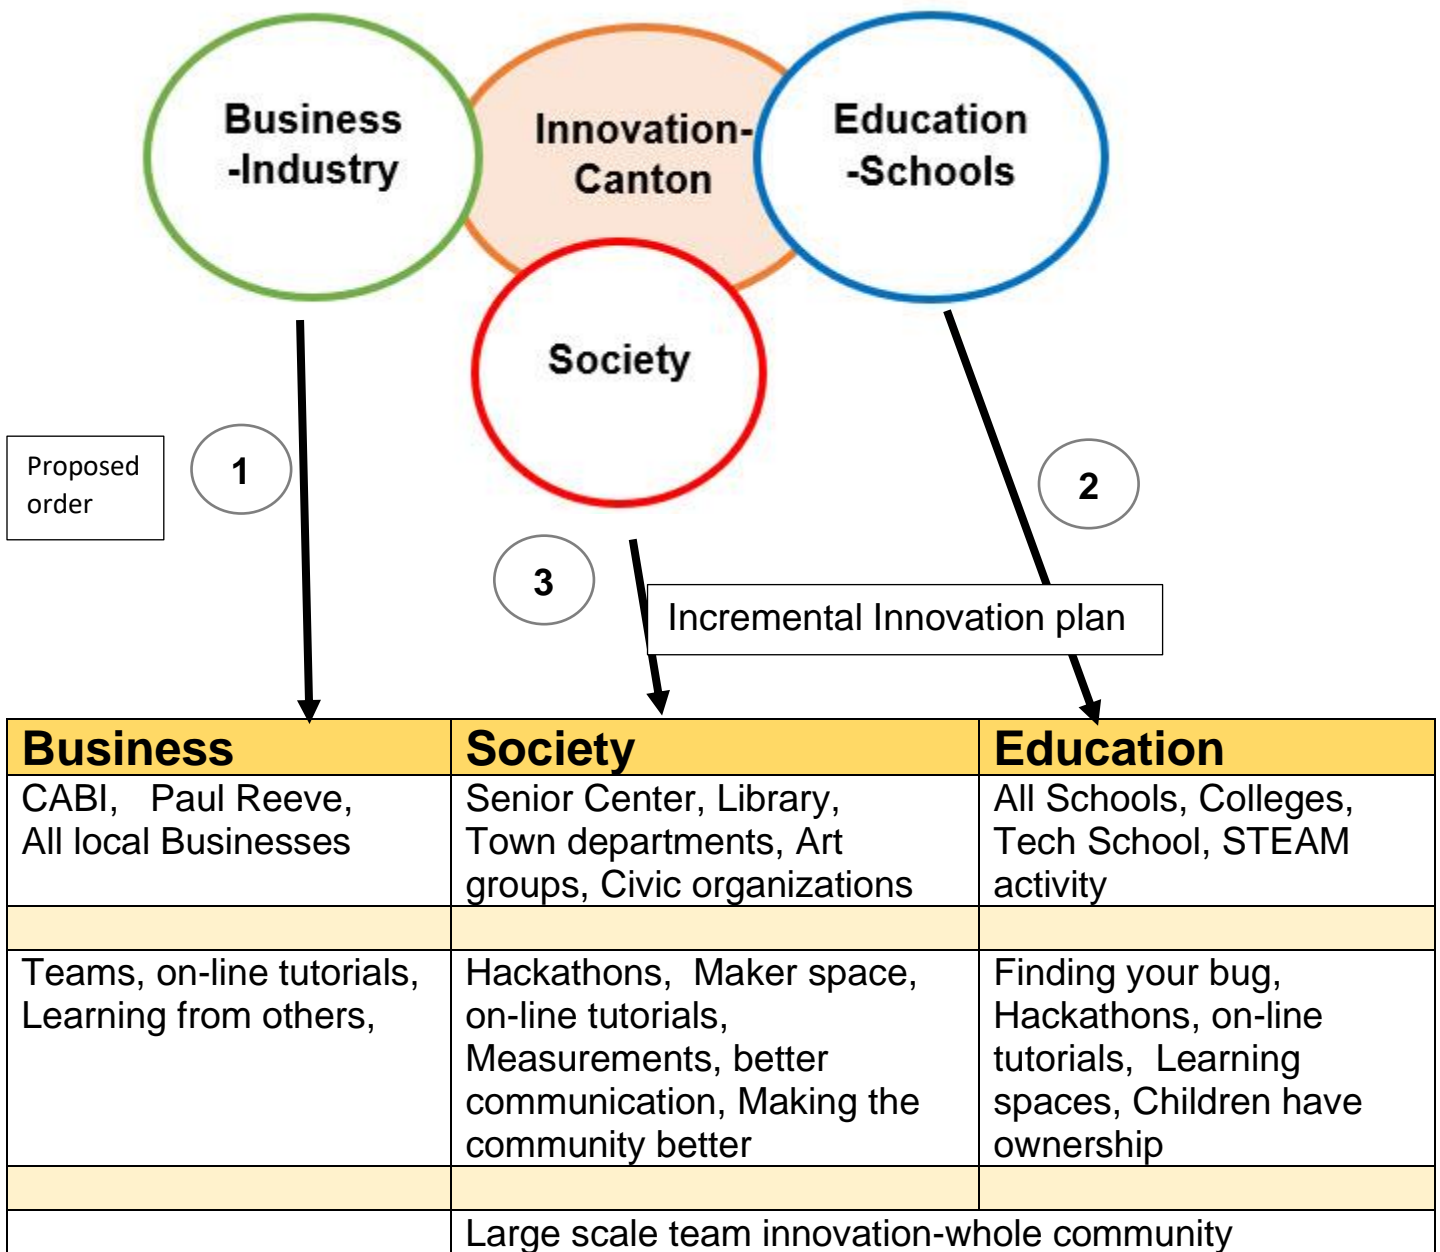 Business
-Industry
Innovation-
Canton
Education
-Schools
Society
Proposed
order
1
2
3
Incremental Innovation plan
Business
Society
Education
CABI,   Paul Reeve,
All local Businesses
Senior Center, Library,
Town departments, Art
groups, Civic organizations
All Schools, Colleges,
Tech School, STEAM
activity
Teams, on-line tutorials,
Learning from others,
Hackathons,  Maker space,
on-line tutorials,
Measurements, better
communication, Making the
community better
Finding your bug,
Hackathons, on-line
tutorials,  Learning
spaces, Children have
ownership
Large scale team innovation-whole community